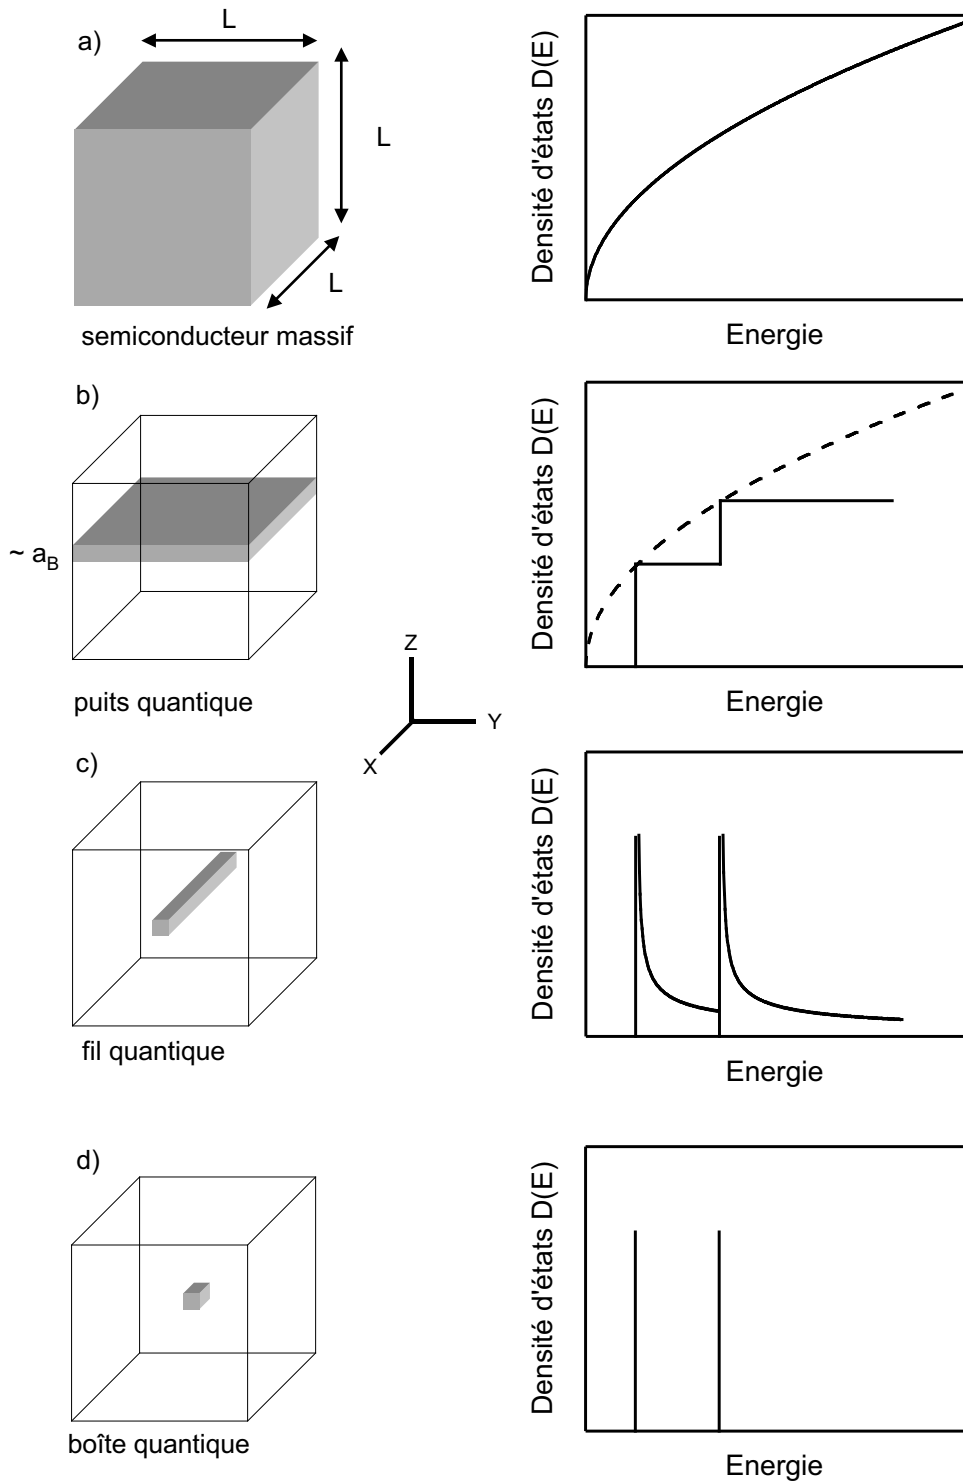 a)
L
L
L
semiconducteur massif
Densité d'états D(E)
Energie
b)
~ aB
puits quantique
Densité d'états D(E)
Energie
Z
Y
X
c)
fil quantique
Densité d'états D(E)
Energie
d)
boîte quantique
Densité d'états D(E)
Energie